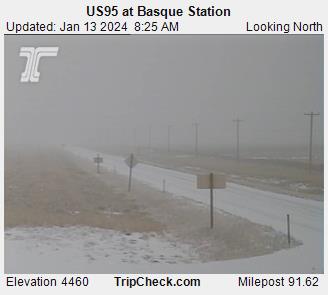 US95 at Basque Station
Updated: Jan 13 2024 8:25 AM Looking North
Elevation 4460 TripCheck.com Milepost 91.62